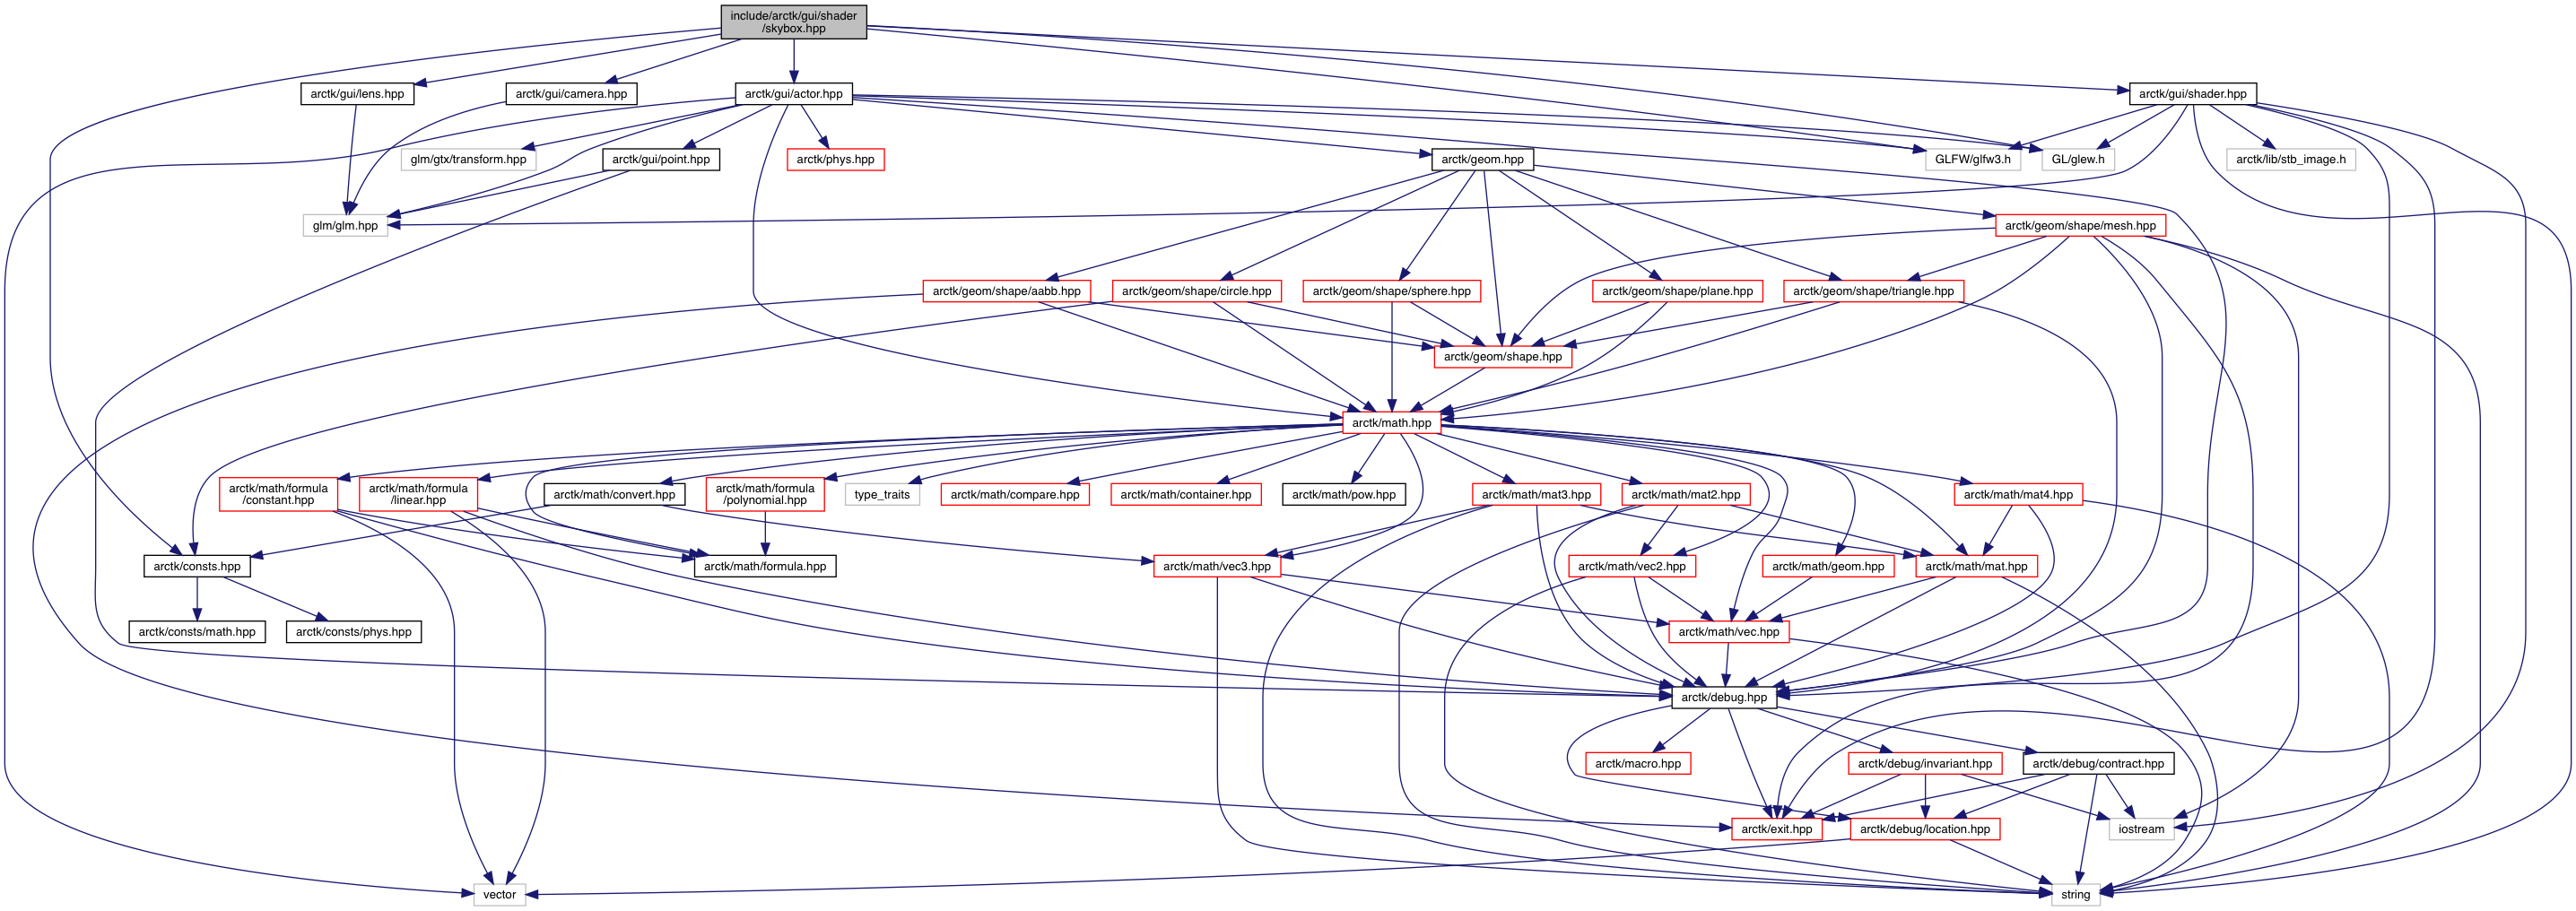 include/arctk/gui/shader
/skybox.hpp
arctk/gui/lens.hpp
arctk/gui/camera.hpp
arctk/gui/actor.hpp
arctk/gui/shader.hpp
glm/gtx/transform.hpp
arctk/gui/point.hpp
arctk/phys.hpp
arctk/geom.hpp
GLFW/glfw3.h
GL/glew.h
arctk/lib/stb_image.h
glm/glm.hpp
arctk/geom/shape/mesh.hpp
arctk/geom/shape/aabb.hpp
arctk/geom/shape/circle.hpp
arctk/geom/shape/sphere.hpp
arctk/geom/shape/plane.hpp
arctk/geom/shape/triangle.hpp
arctk/geom/shape.hpp
arctk/math.hpp
arctk/math/formula
/constant.hpp
arctk/math/formula
/linear.hpp
arctk/math/convert.hpp
arctk/math/formula
/polynomial.hpp
type_traits
arctk/math/compare.hpp
arctk/math/container.hpp
arctk/math/pow.hpp
arctk/math/mat3.hpp
arctk/math/mat2.hpp
arctk/math/mat4.hpp
arctk/consts.hpp
arctk/math/formula.hpp
arctk/math/vec3.hpp
arctk/math/vec2.hpp
arctk/math/geom.hpp
arctk/math/mat.hpp
arctk/consts/math.hpp
arctk/consts/phys.hpp
arctk/math/vec.hpp
arctk/debug.hpp
arctk/macro.hpp
arctk/debug/invariant.hpp
arctk/debug/contract.hpp
arctk/exit.hpp
arctk/debug/location.hpp
iostream
vector
string